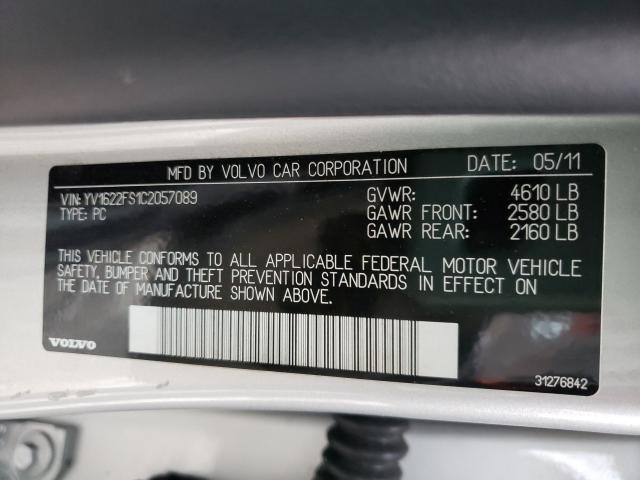 MFD BY VOLVO CAR CORPORATION DATE: 05/11
VIN: YV1622FS1C2057089 GVWR: 4610 LB
TYPE: PC GAWR FRONT: 2580 LB
GAWR REAR: 2160 LB
THIS VEHICLE CONFORMS TO ALL APPLICABLE FEDERAL MOTOR VEHICLE
SAFETY, BUMPER AND THEFT PREVENTION STANDARDS IN EFFECT ON
THE DATE OF MANUFACTURE SHOWN ABOVE.
VOLVO
31276842